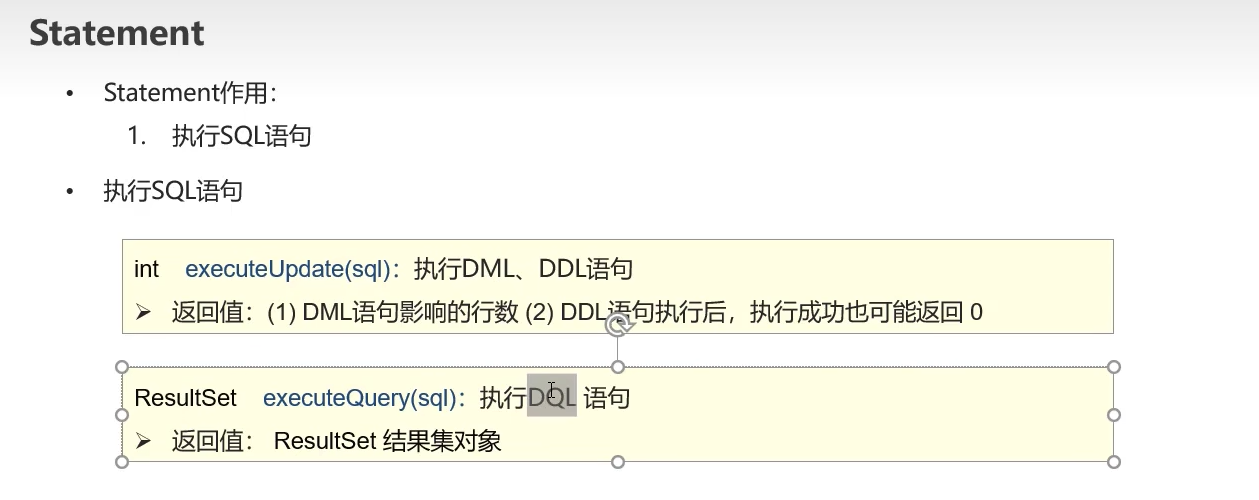 Statement
• Statement作用：
1. 执行SQL语句
• 执行SQL语句
int executeUpdate(sql)：执行DML、DDL语句
➢ 返回值：(1) DML语句影响的行数 (2) DDL语句执行后，执行成功也可能返回 0
ResultSet executeQuery(sql)：执行DQL 语句
➢ 返回值： ResultSet 结果集对象